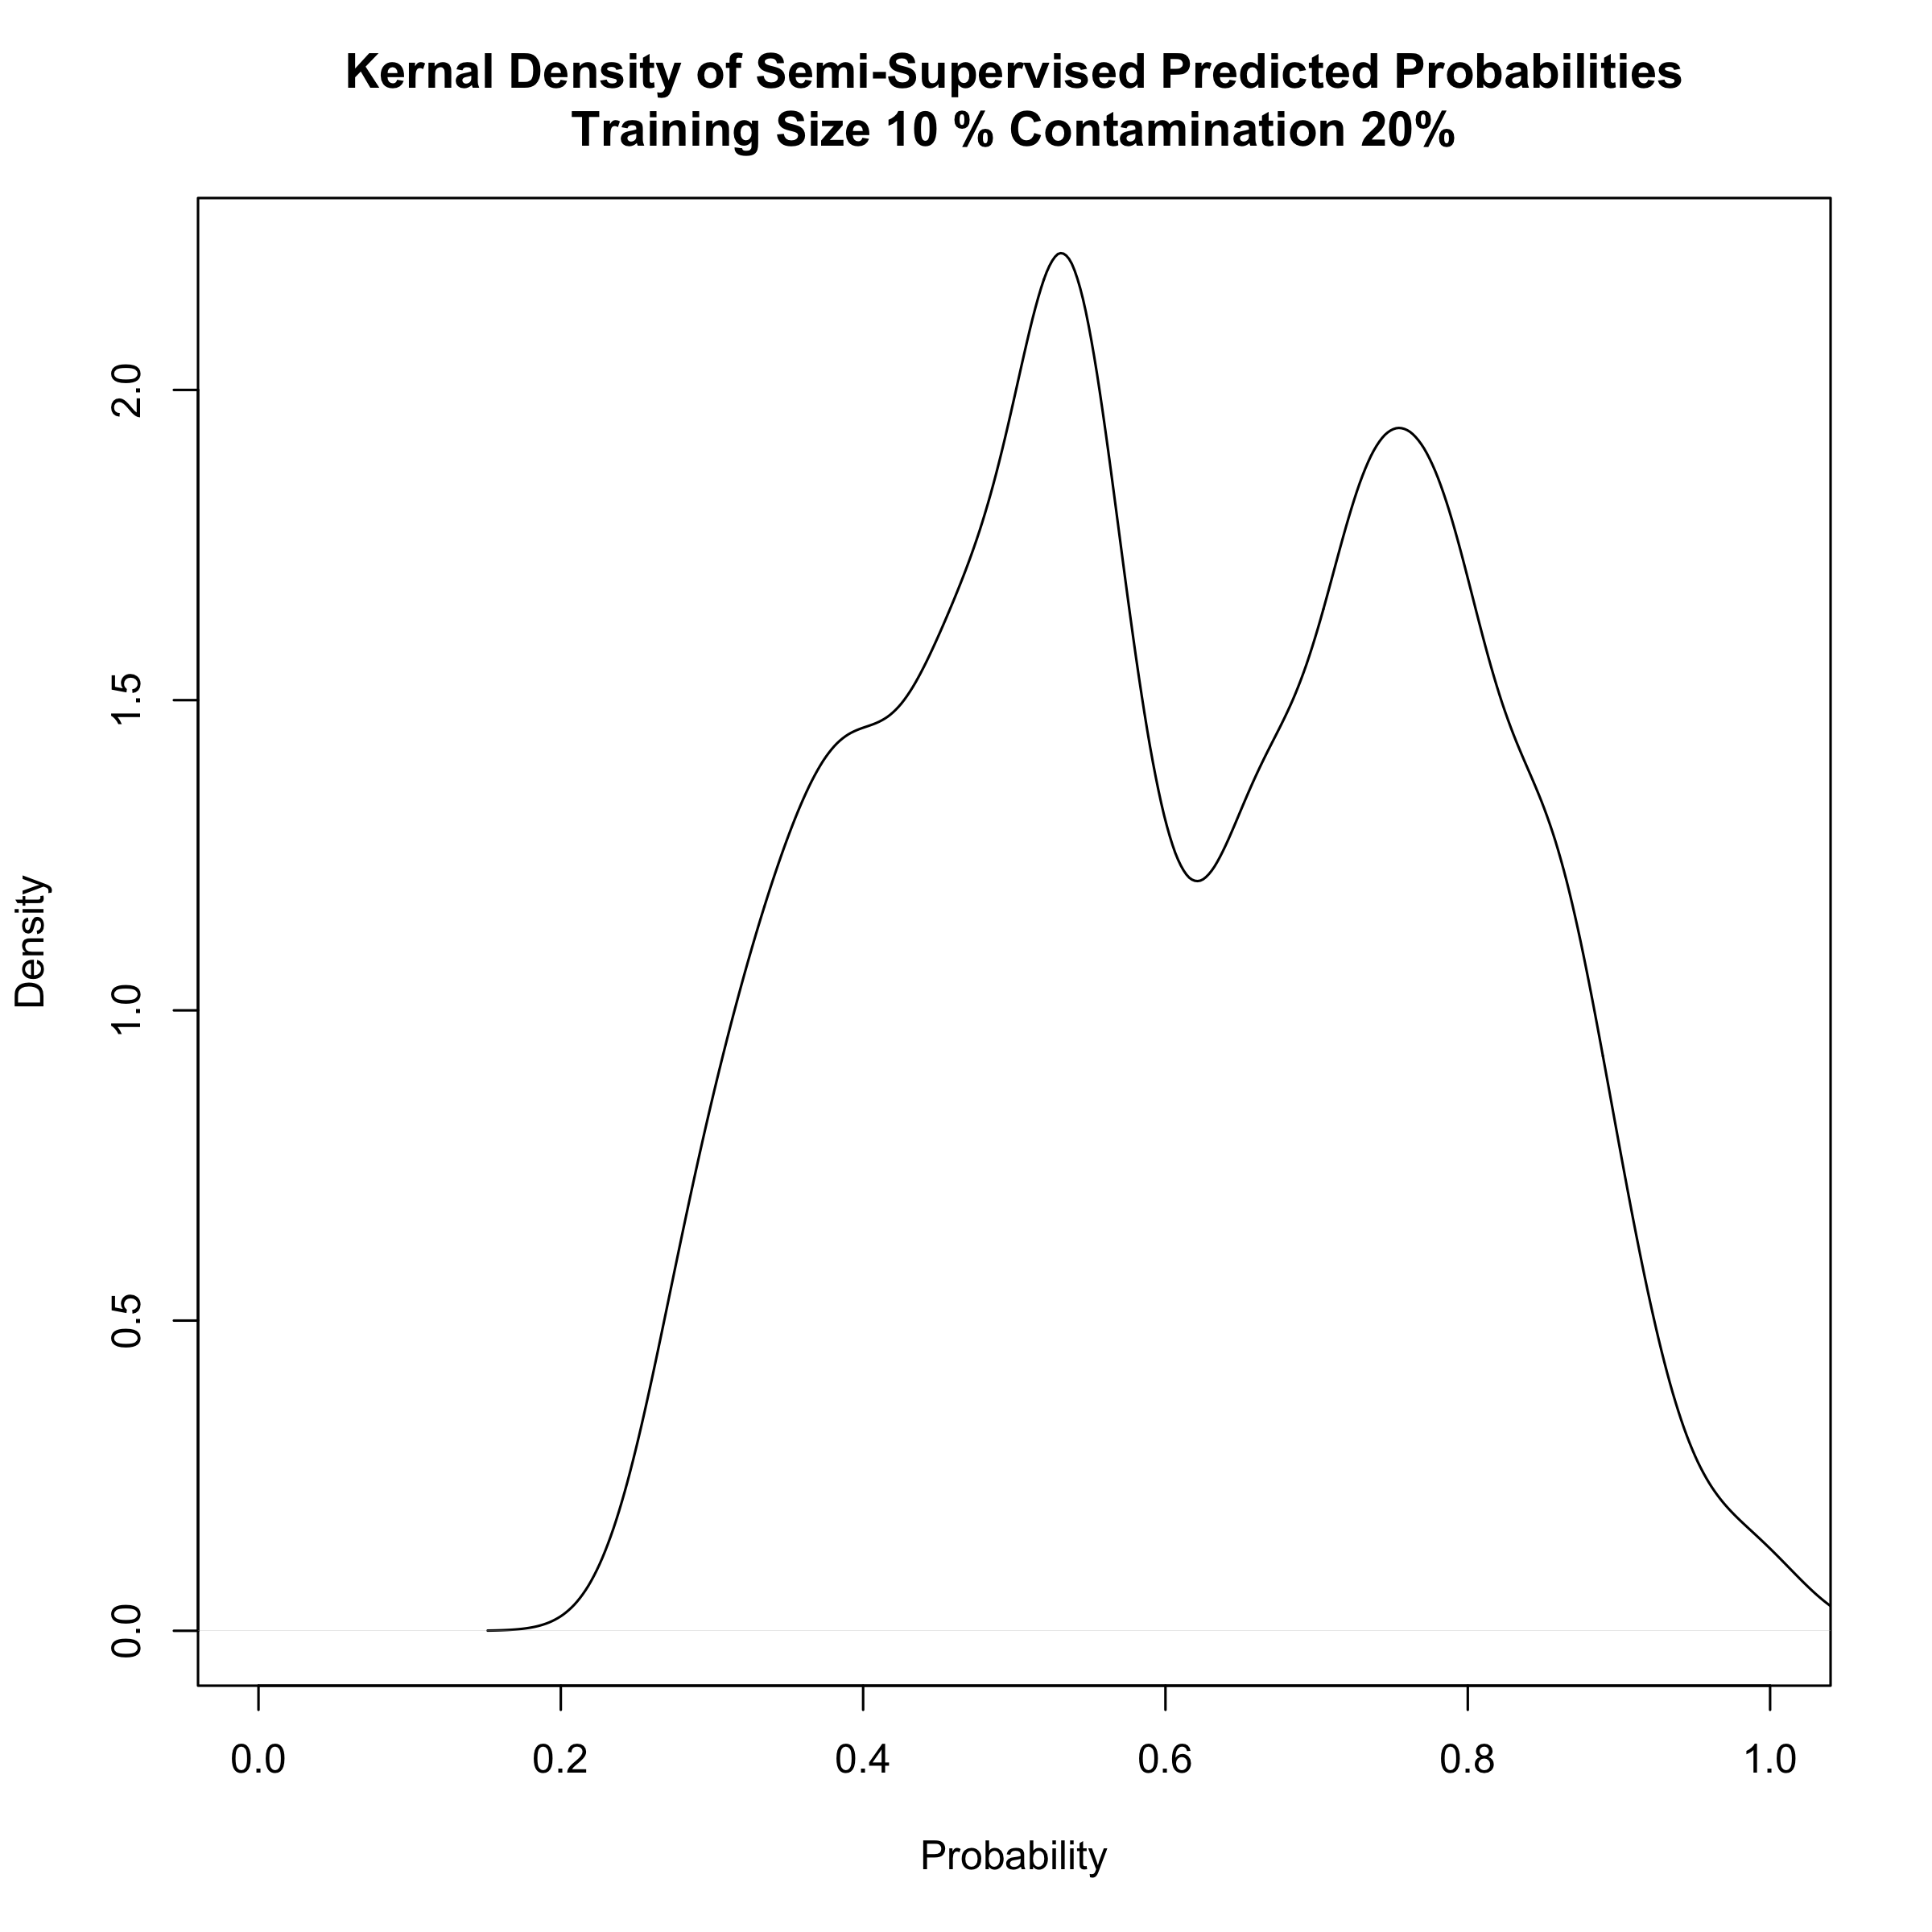 Kernal Density of Semi-Supervised Predicted Probabilities
Training Size 10 % Contamination 20%
Density
2.0
1.5
1.0
0.5
0.0
0.0 0.2 0.4 0.6 0.8 1.0
Probability